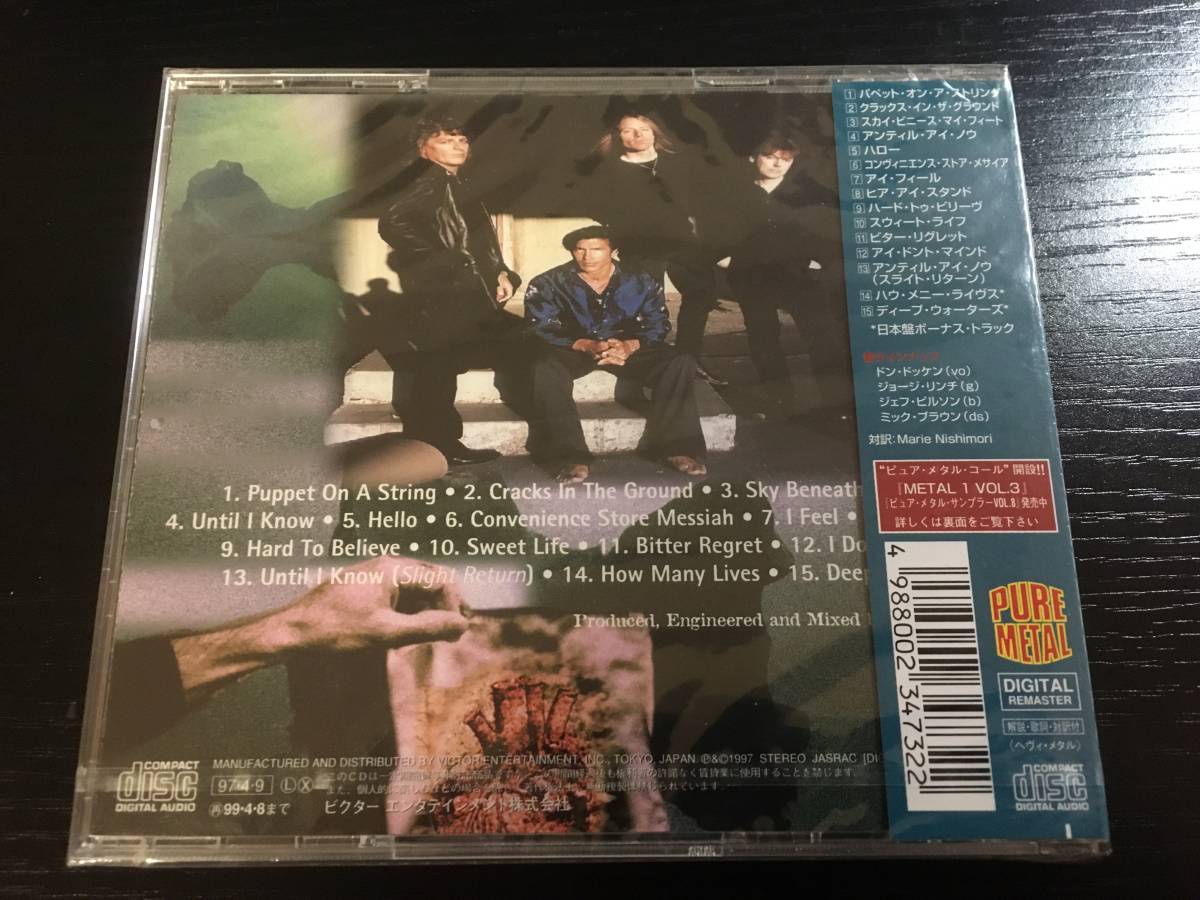 1 パペット・オン・ア・ストリング
2 クラックス・イン・ザ・グラウンド
3 スカイ・ビニース・マイ・フィート
4 アンティル・アイ・ノウ
5 ハロー
6 コンヴィニエンス・ストア・メサイア
7 アイ・フィール
8 ヒア・アイ・スタンド
9 ハード・トゥ・ビリーヴ
10 スウィート・ライフ
11 ビター・リグレット
12 アイ・ドント・マインド
13 アンティル・アイ・ノウ
(スライト・リターン)
14 ハウ・メニー・ライヴス*
15 ディープ・ウォーターズ*
*日本盤ボーナス・トラック
ドン・ドッケン(vo)
ジョージ・リンチ(g)
ジェフ・ピルソン(b)
ミック・ブラウン(ds)
対訳:Marie Nishimori
"ピュア・メタル・コール" 開設!!
『METAL 1 VOL.3』
『ピュア・メタル・サンプラーVOL.8』発売中
詳しくは裏面をご覧下さい
1. Puppet On A String • 2. Cracks In The Ground • 3. Sky Beneath
4. Until I Know • 5. Hello • 6. Convenience Store Messiah • 7. I Feel •
9. Hard To Believe • 10. Sweet Life • 11. Bitter Regret • 12. I Do
13. Until I Know (Slight Return) • 14. How Many Lives • 15. Deep
Produced, Engineered and Mixed
4 988002 347322
PURE
METAL
DIGITAL
REMASTER
解説・歌詞・対訳付
(ヘヴィ・メタル)
COMPACT
disc
DIGITAL AUDIO
MANUFACTURED AND DISTRIBUTED BY VICTOR ENTERTAINMENT, INC., TOKYO, JAPAN ℗&©1997 STEREO JASRAC [DI
COMPACT
disc
DIGITAL AUDIO
97・4・9 L X
再99・4・8まで
ビクター エンタテインメント株式会社